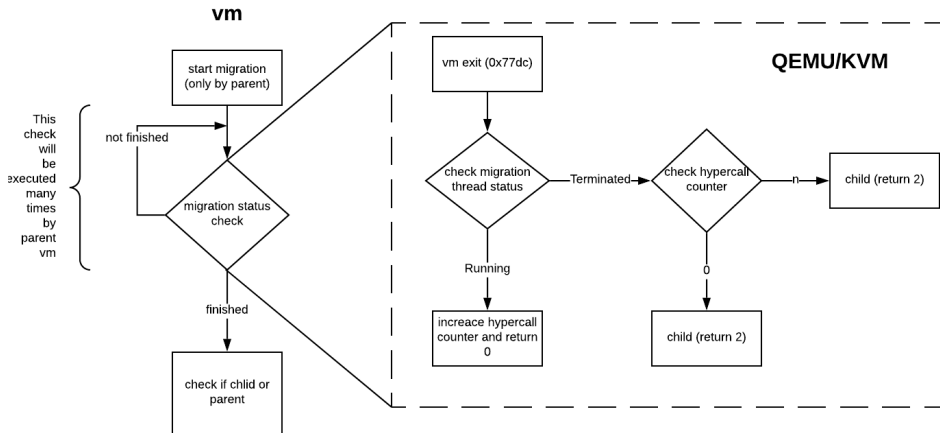 vm
start migration
(only by parent)
This
check
will
be
executed
many
times
by
parent
vm
not finished
migration status
check
finished
check if chlid or
parent
QEMU/KVM
vm exit (0x77dc)
check migration
thread status
Terminated
check hypercall
counter
n
child (return 2)
Running
0
increace hypercall
counter and return
0
child (return 2)